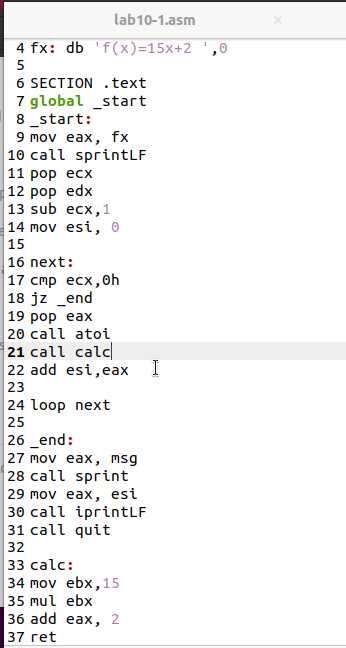 lab10-1.asm ×
4 fx: db 'f(x)=15x+2 ',0
5
6 SECTION .text
7 global _start
8 _start:
9 mov eax, fx
10 call sprintLF
11 pop ecx
12 pop edx
13 sub ecx,1
14 mov esi, 0
15
16 next:
17 cmp ecx,0h
18 jz _end
19 pop eax
20 call atoi
21 call calc
22 add esi,eax
23
24 loop next
25
26 _end:
27 mov eax, msg
28 call sprint
29 mov eax, esi
30 call iprintLF
31 call quit
32
33 calc:
34 mov ebx,15
35 mul ebx
36 add eax, 2
37 ret